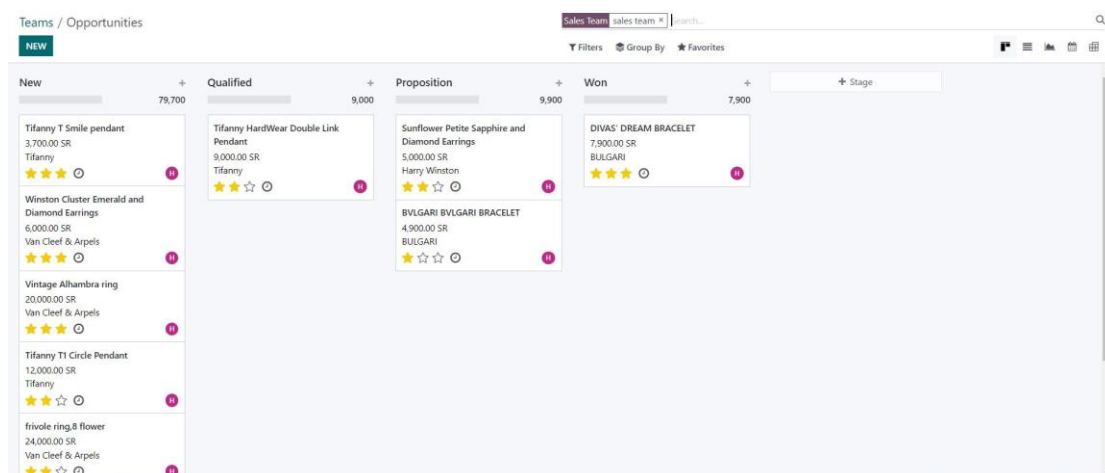 Teams / Opportunities
Sales Team sales team × Search...
NEW
Filters Group By Favorites
New +
79,700
Tifanny T Smile pendant
3,700.00 SR
Tifanny
H
Winston Cluster Emerald and
Diamond Earrings
6,000.00 SR
Van Cleef & Arpels
H
Vintage Alhambra ring
20,000.00 SR
Van Cleef & Arpels
H
Tifanny T1 Circle Pendant
12,000.00 SR
Tifanny
H
frivole ring,8 flower
24,000.00 SR
Van Cleef & Arpels
H
Qualified +
9,000
Tifanny HardWear Double Link
Pendant
9,000.00 SR
Tifanny
H
Proposition +
9,900
Sunflower Petite Sapphire and
Diamond Earrings
5,000.00 SR
Harry Winston
H
BVLGARI BVLGARI BRACELET
4,900.00 SR
BULGARI
H
Won +
7,900
DIVAS' DREAM BRACELET
7,900.00 SR
BULGARI
H
+ Stage